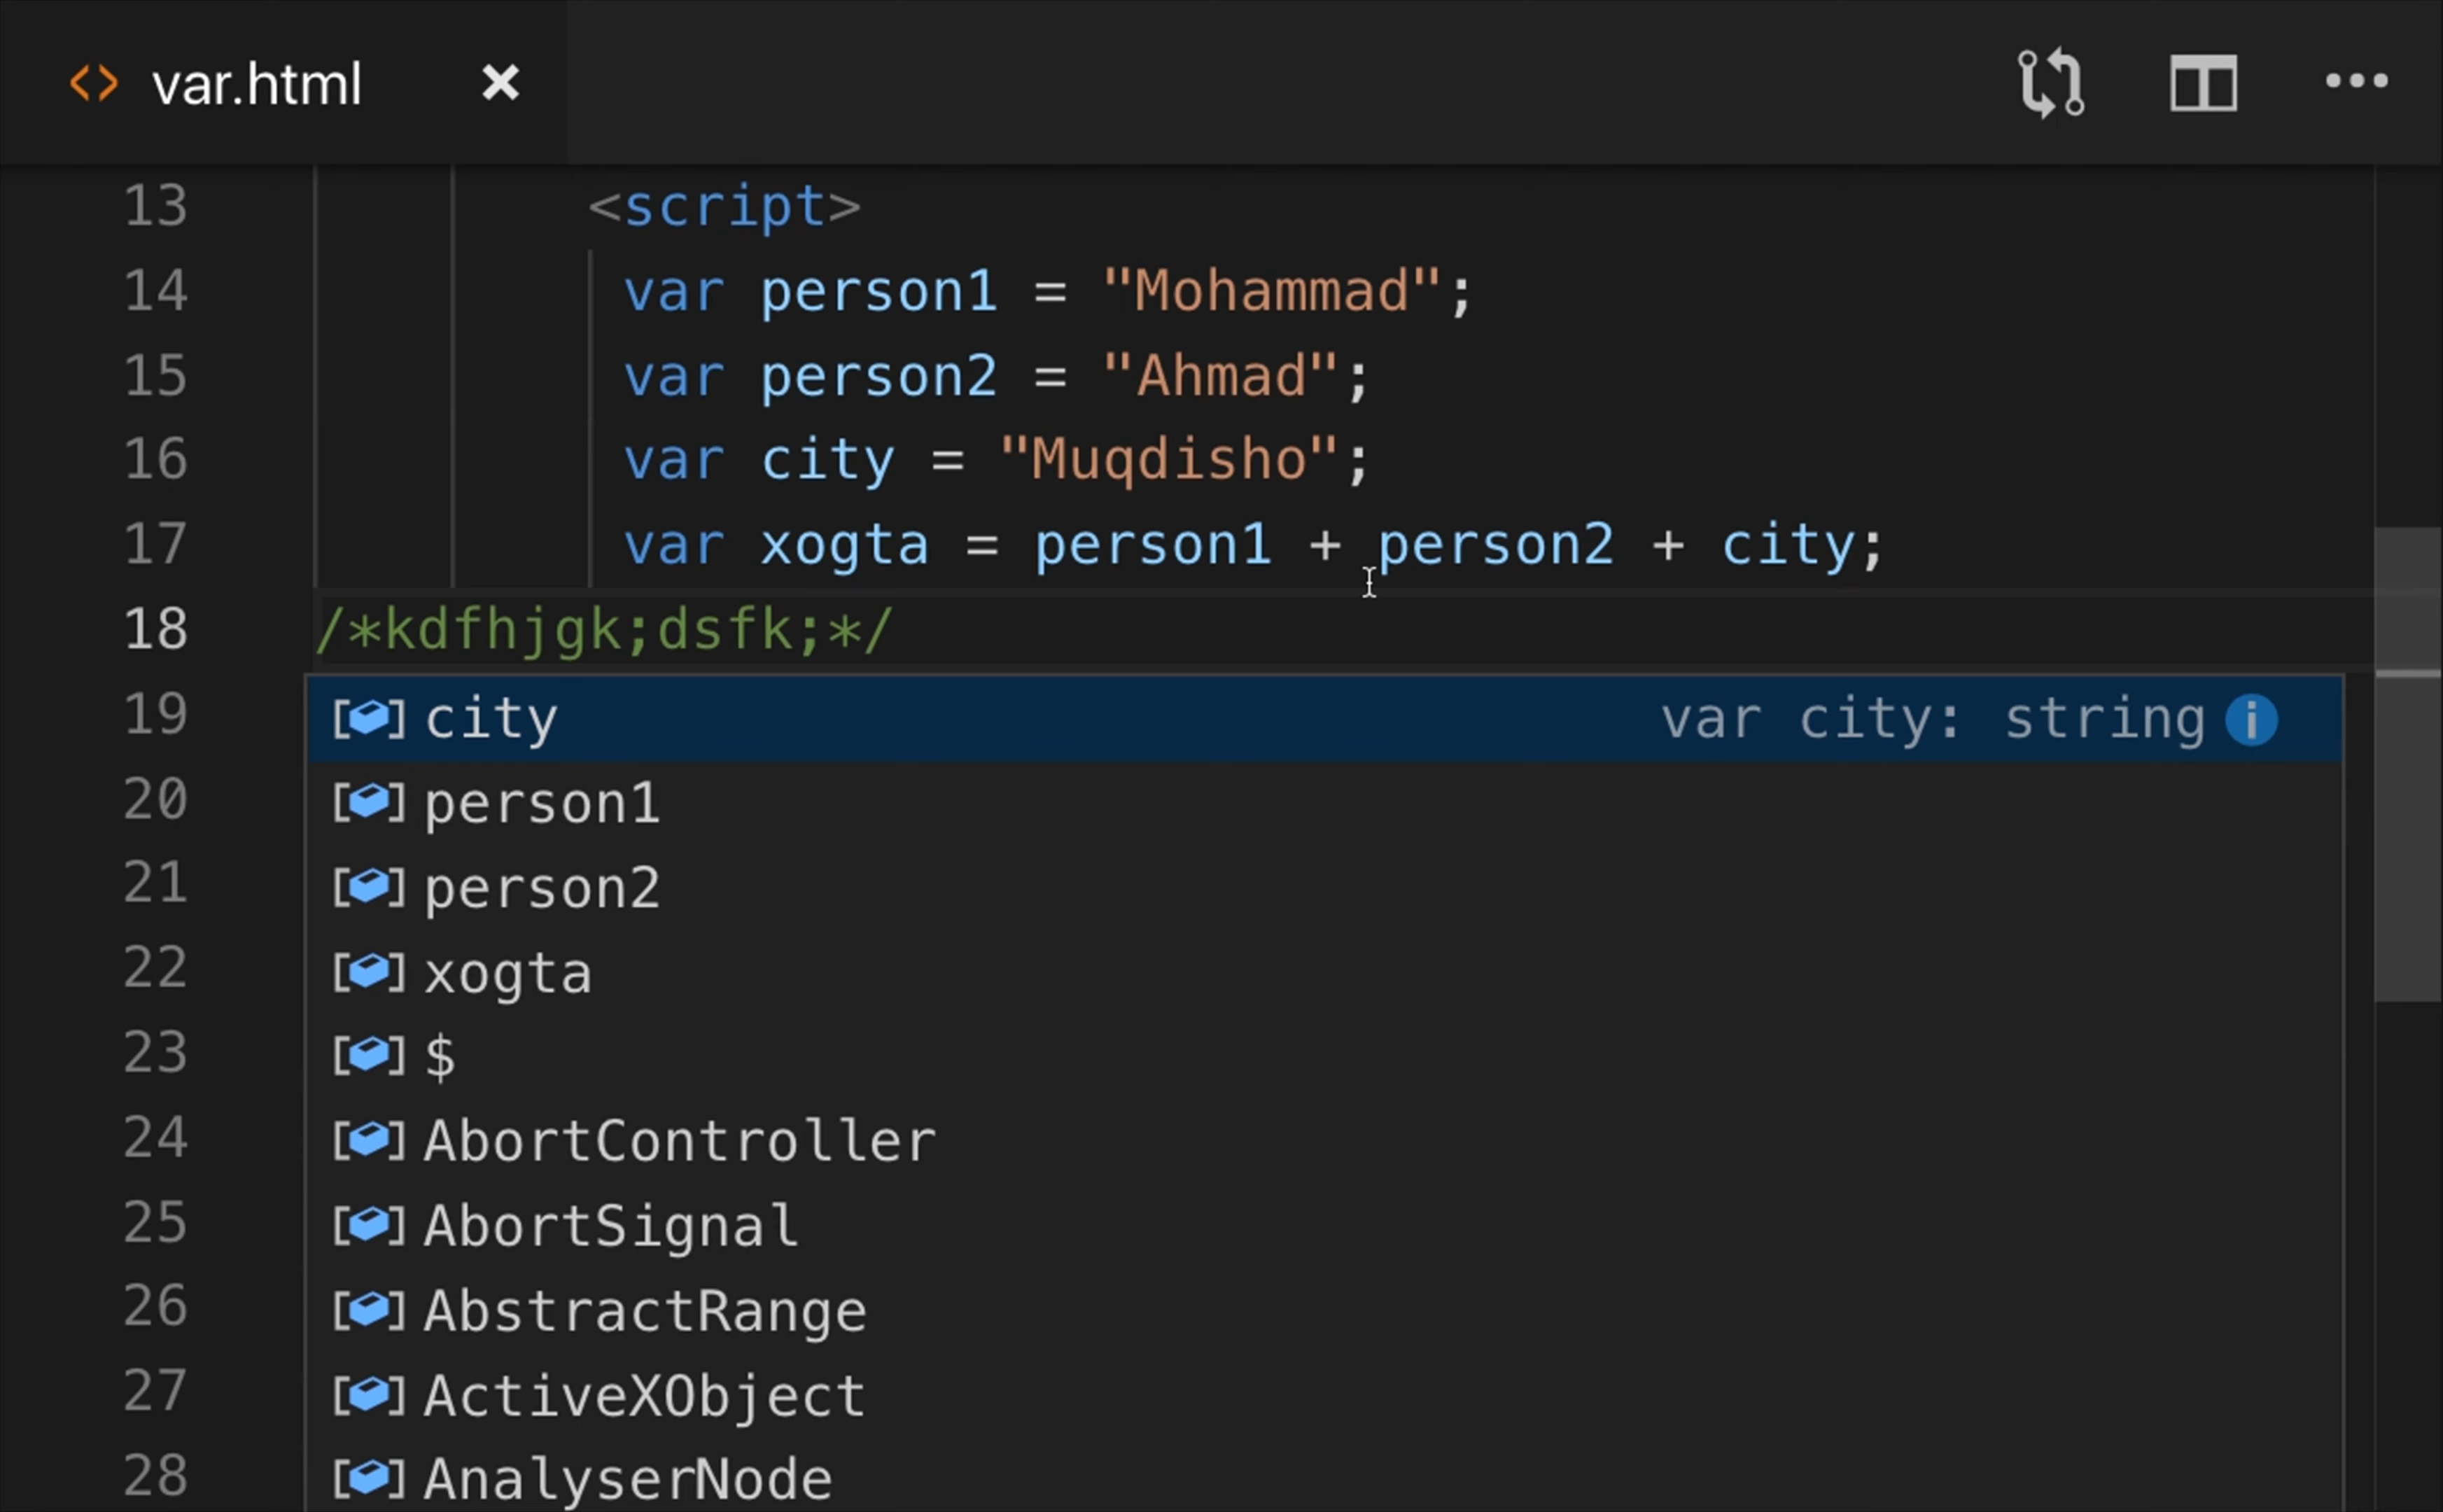 var.html
13 <script>
14 var person1 = "Mohammad";
15 var person2 = "Ahmad";
16 var city = "Muqdisho";
17 var xogta = person1 + person2 + city;
18 /*kdfhjgk;dsfk;*/
19 city var city: string
20 person1
21 person2
22 xogta
23 $
24 AbortController
25 AbortSignal
26 AbstractRange
27 ActiveXObject
28 AnalyserNode